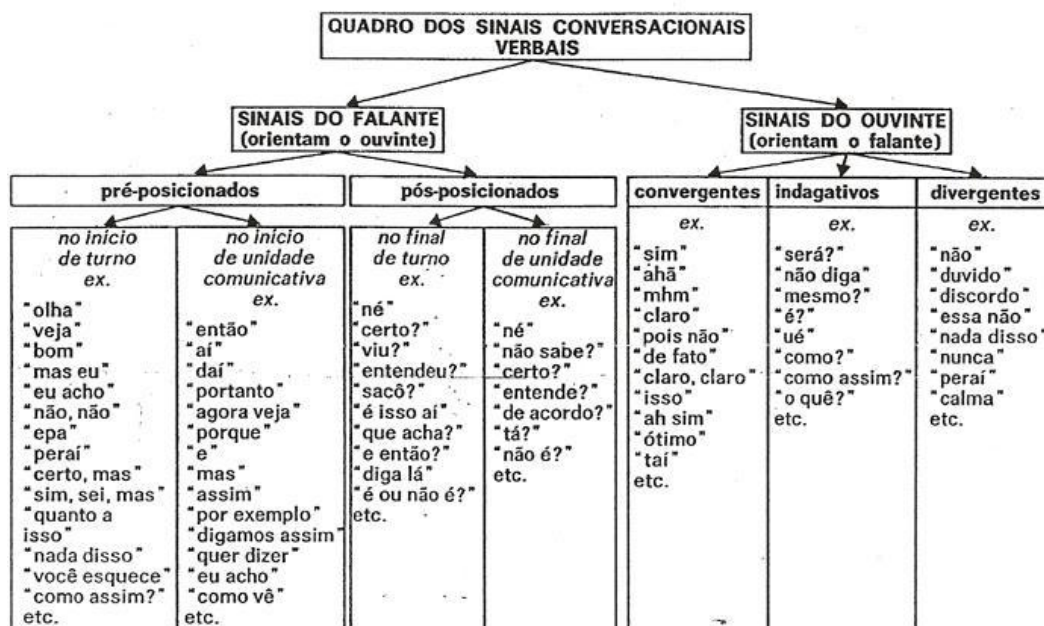 QUADRO DOS SINAIS CONVERSACIONAIS
VERBAIS
SINAIS DO FALANTE
(orientam o ouvinte)
SINAIS DO OUVINTE
(orientam o falante)
pré-posicionados
pós-posicionados
convergentes
indagativos
divergentes
no início
de turno
ex.
"olha"
"veja"
"bom"
"mas eu"
"eu acho"
"não, não"
"epa"
"peraí"
"certo, mas"
"sim, sei, mas"
"quanto a
isso"
"nada disso"
"você esquece"
"como assim?"
etc.
no início
de unidade
comunicativa
ex.
"então"
"aí"
"daí"
"portanto"
"agora veja"
"porque"
"e"
"mas"
"assim"
"por exemplo"
"digamos assim"
"quer dizer"
"eu acho"
"como vê"
etc.
no final
de turno
ex.
"né"
"certo?"
"viu?"
"entendeu?"
"sacô?"
"é isso aí"
"que acha?"
"e então?"
"diga lá"
"é ou não é?"
etc.
no final
de unidade
comunicativa
ex.
"né"
"não sabe?"
"certo?"
"entende?"
"de acordo?"
"tá?"
"não é?"
etc.
ex.
"sim"
"ahã"
"mhm"
"claro"
"pois não"
"de fato"
"claro, claro"
"isso"
"ah sim"
"ótimo"
"taí"
etc.
ex.
"será?"
"não diga"
"mesmo?"
"é?"
"ué"
"como?"
"como assim?"
"o quê?"
etc.
ex.
"não"
"duvido"
"discordo"
"essa não"
"nada disso"
"nunca"
"peraí"
"calma"
etc.